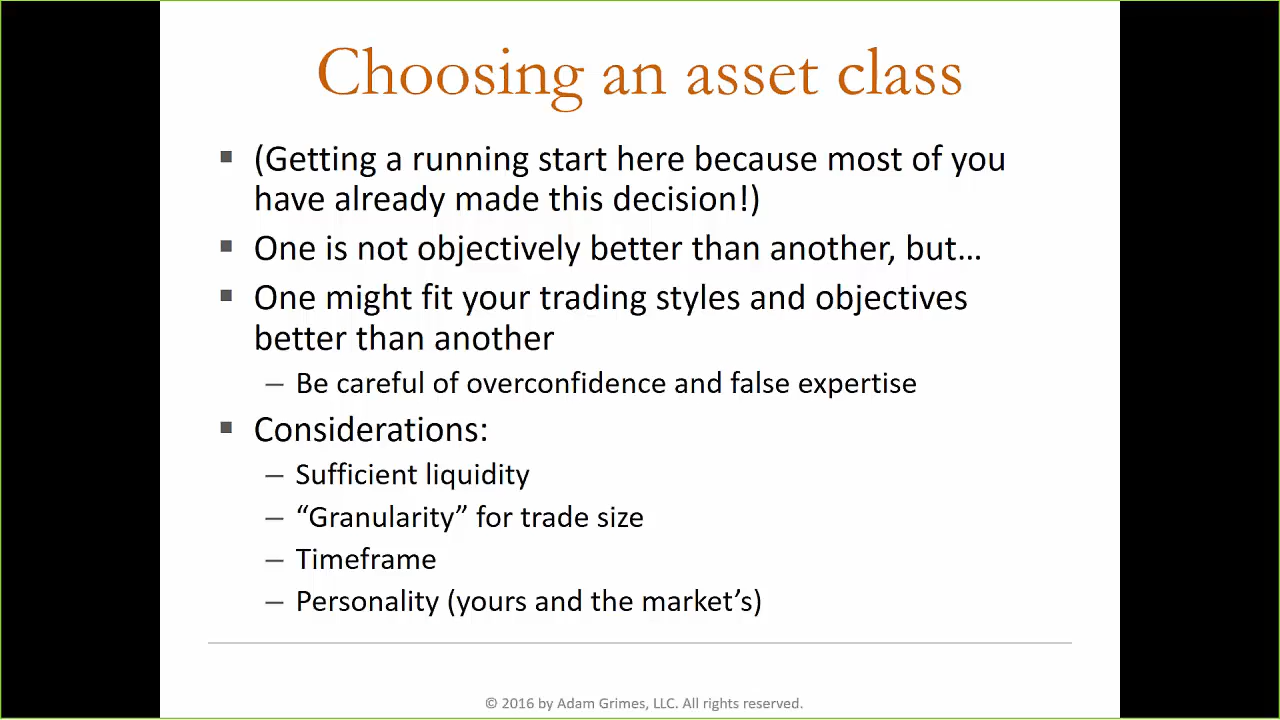 Choosing an asset class
▪ (Getting a running start here because most of you
have already made this decision!)
▪ One is not objectively better than another, but…
▪ One might fit your trading styles and objectives
better than another
– Be careful of overconfidence and false expertise
▪ Considerations:
– Sufficient liquidity
– “Granularity” for trade size
– Timeframe
– Personality (yours and the market’s)
© 2016 by Adam Grimes, LLC. All rights reserved.